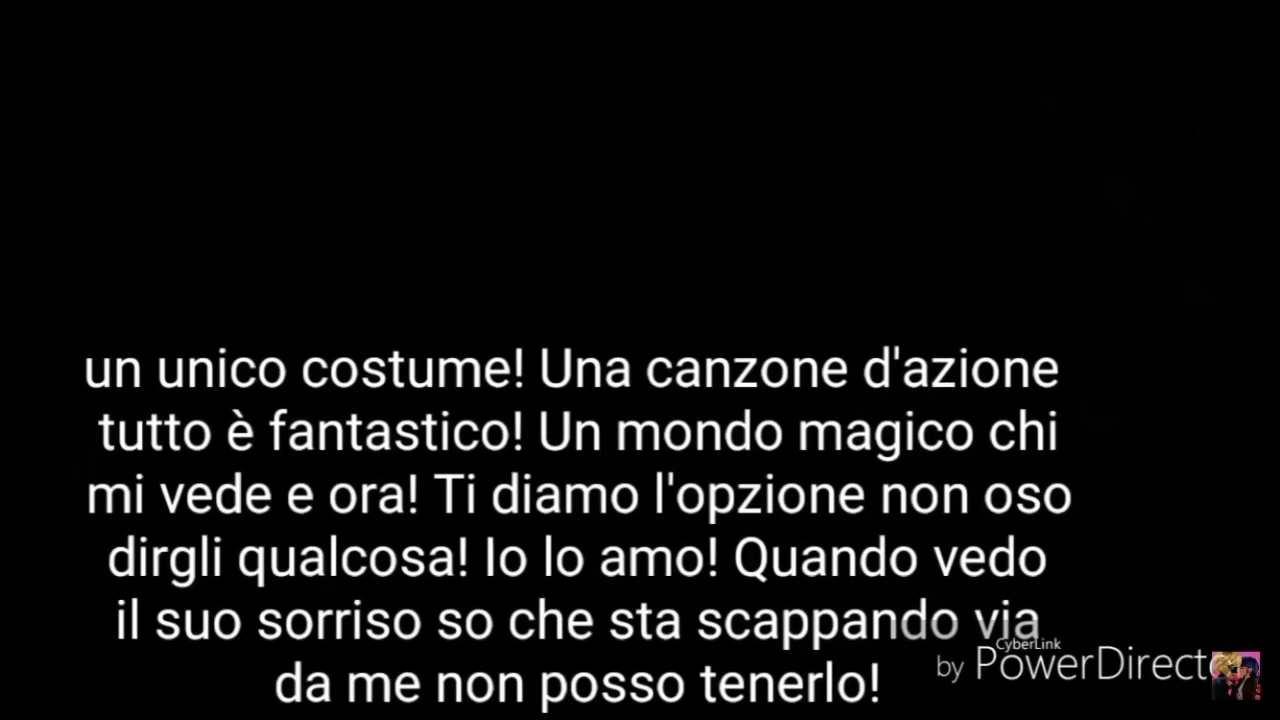 un unico costume! Una canzone d'azione
tutto è fantastico! Un mondo magico chi
mi vede e ora! Ti diamo l'opzione non oso
dirgli qualcosa! Io lo amo! Quando vedo
il suo sorriso so che sta scappando via
da me non posso tenerlo!
CyberLink
by PowerDirect